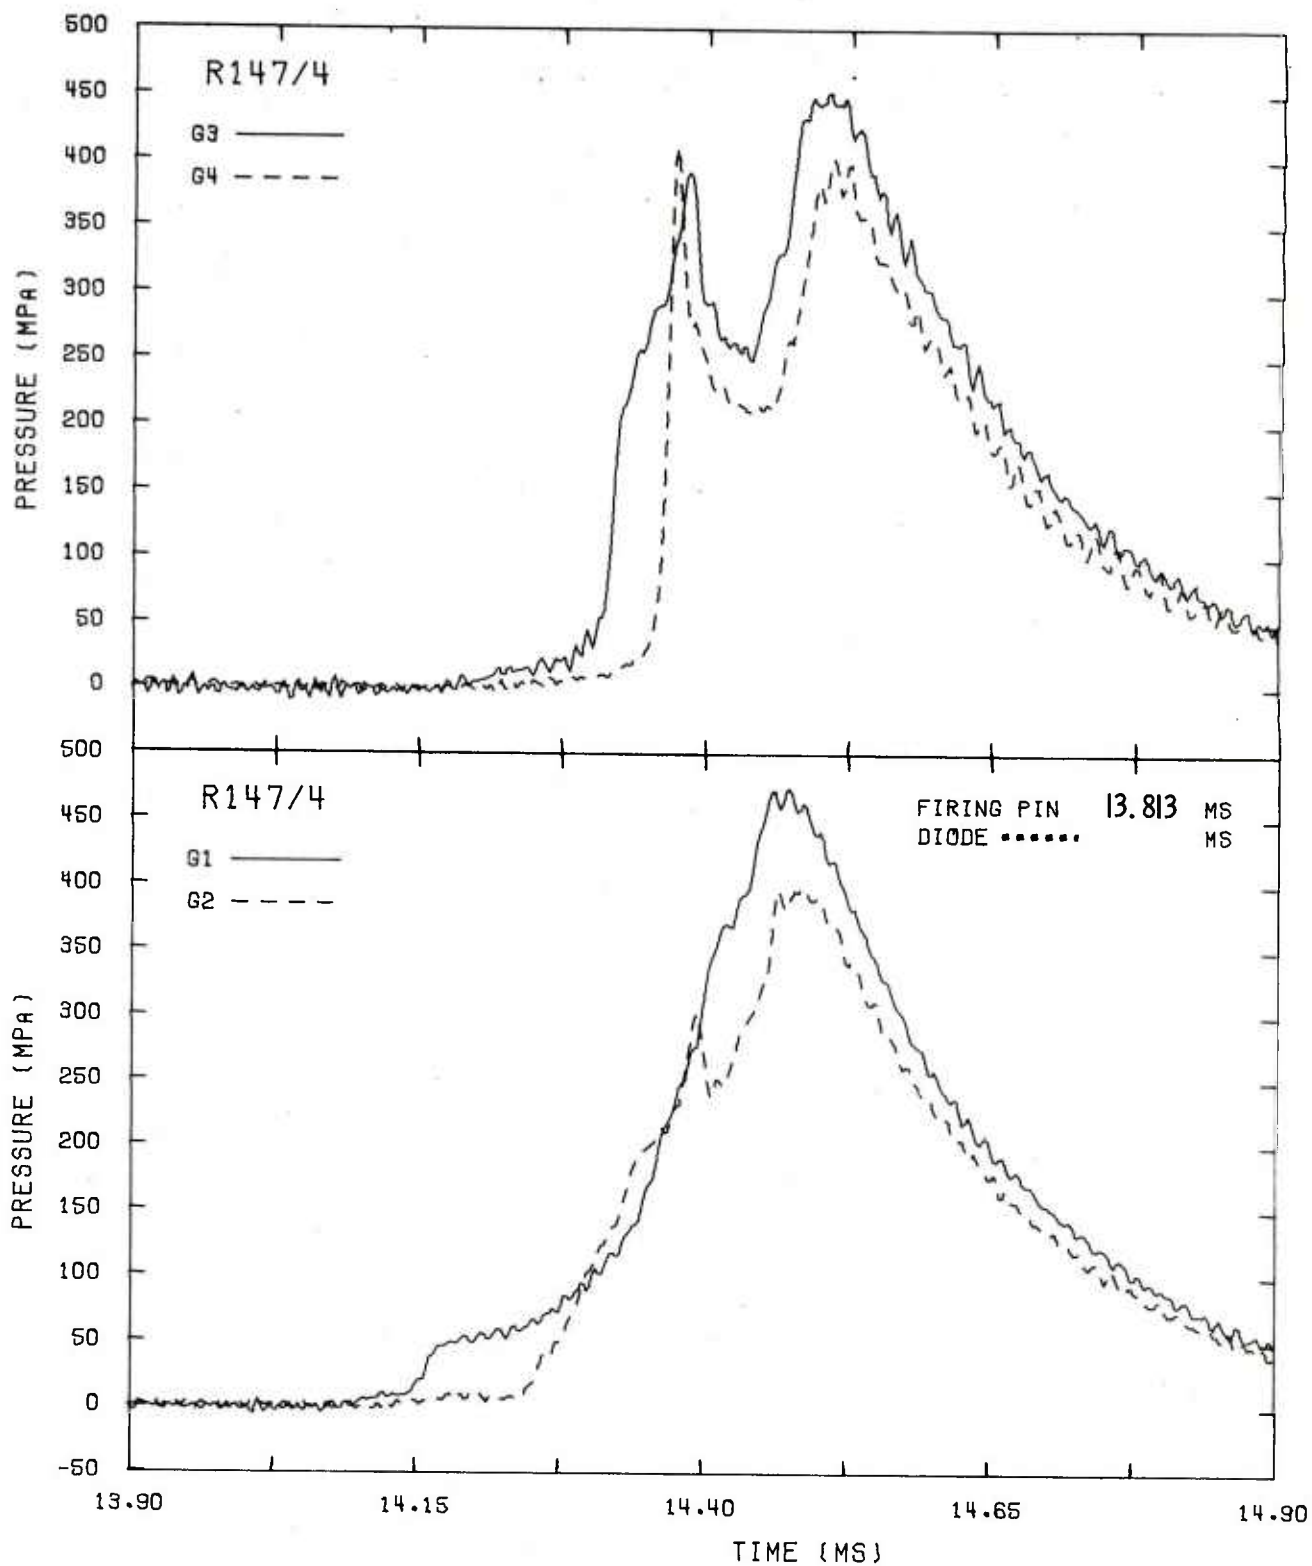 500
R147/4
450
G3
400
G4
350
300
250
200
150
100
50
0
PRESSURE (MPA)
500
R147/4
FIRING PIN 13.813 MS
450
DIODE ...... MS
G1
400
G2
350
300
250
200
150
100
50
0
-50
PRESSURE (MPA)
13.90 14.15 14.40 14.65 14.90
TIME (MS)